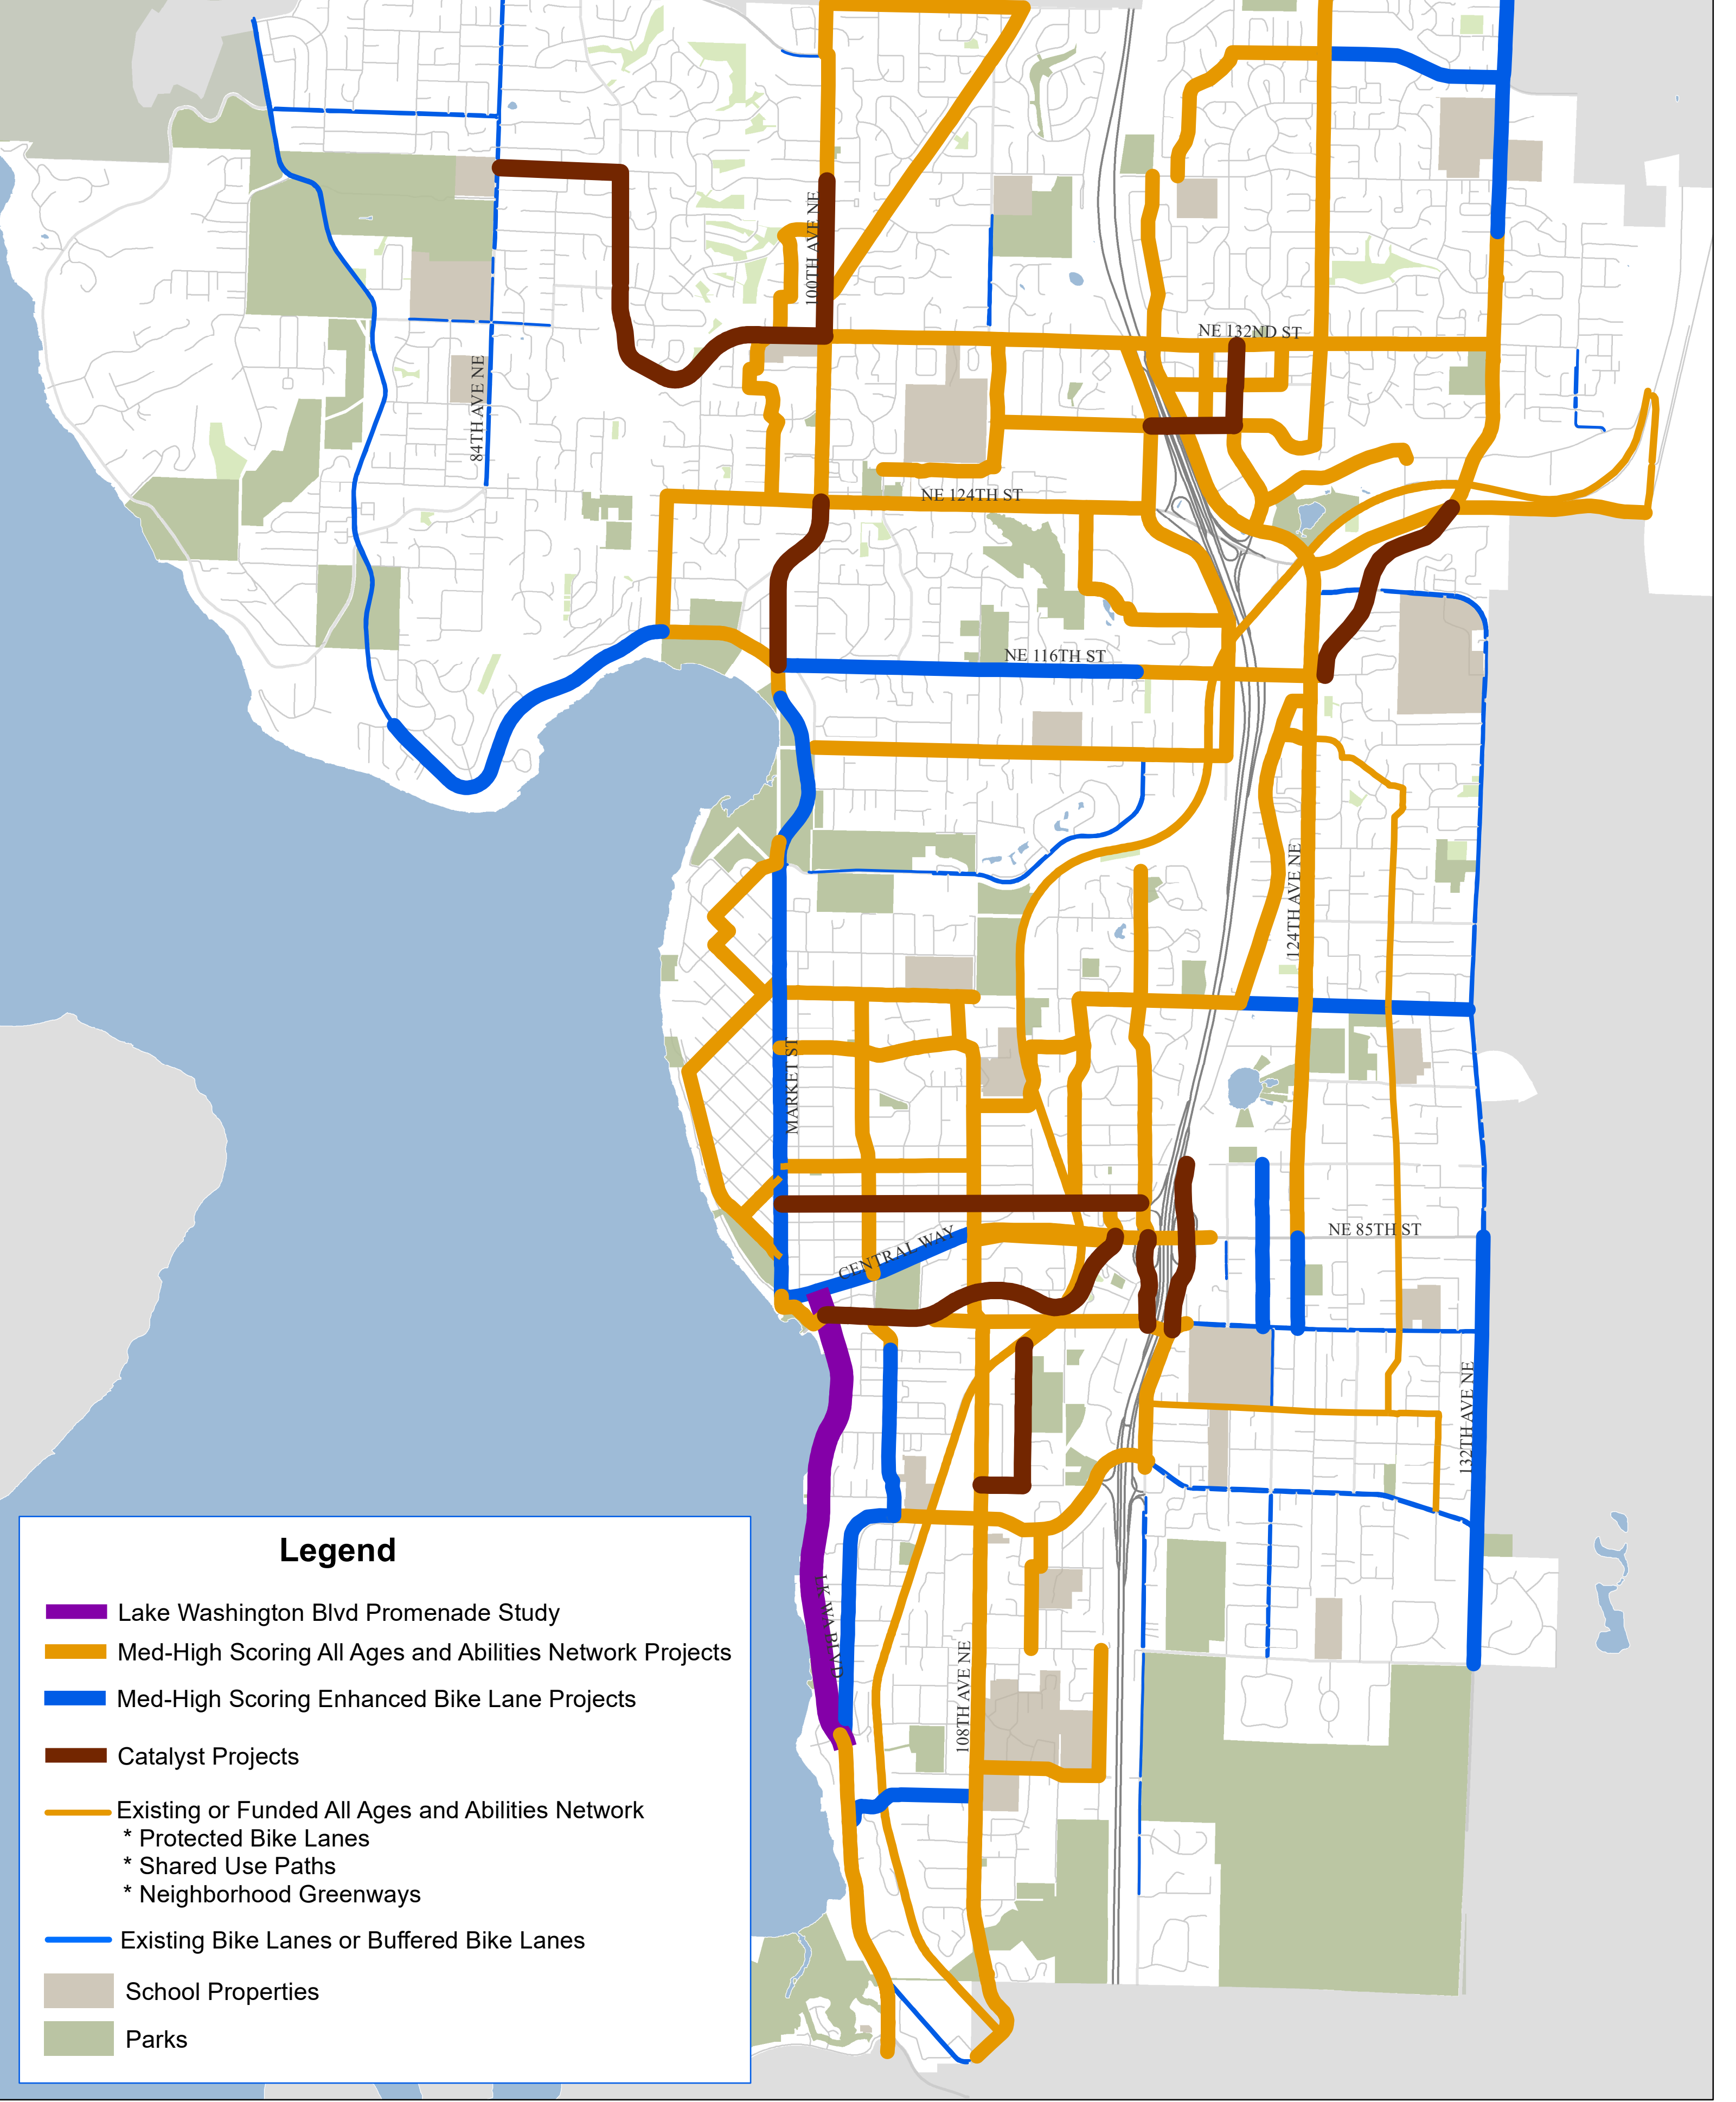 100TH AVE NE
NE 132ND ST
84TH AVE NE
NE 124TH ST
NE 116TH ST
124TH AVE NE
MARKET ST
NE 85TH ST
CENTRAL WAY
132TH AVE NE
LK WA BLVD
108TH AVE NE
Legend
Lake Washington Blvd Promenade Study
Med-High Scoring All Ages and Abilities Network Projects
Med-High Scoring Enhanced Bike Lane Projects
Catalyst Projects
Existing or Funded All Ages and Abilities Network
* Protected Bike Lanes
* Shared Use Paths
* Neighborhood Greenways
Existing Bike Lanes or Buffered Bike Lanes
School Properties
Parks